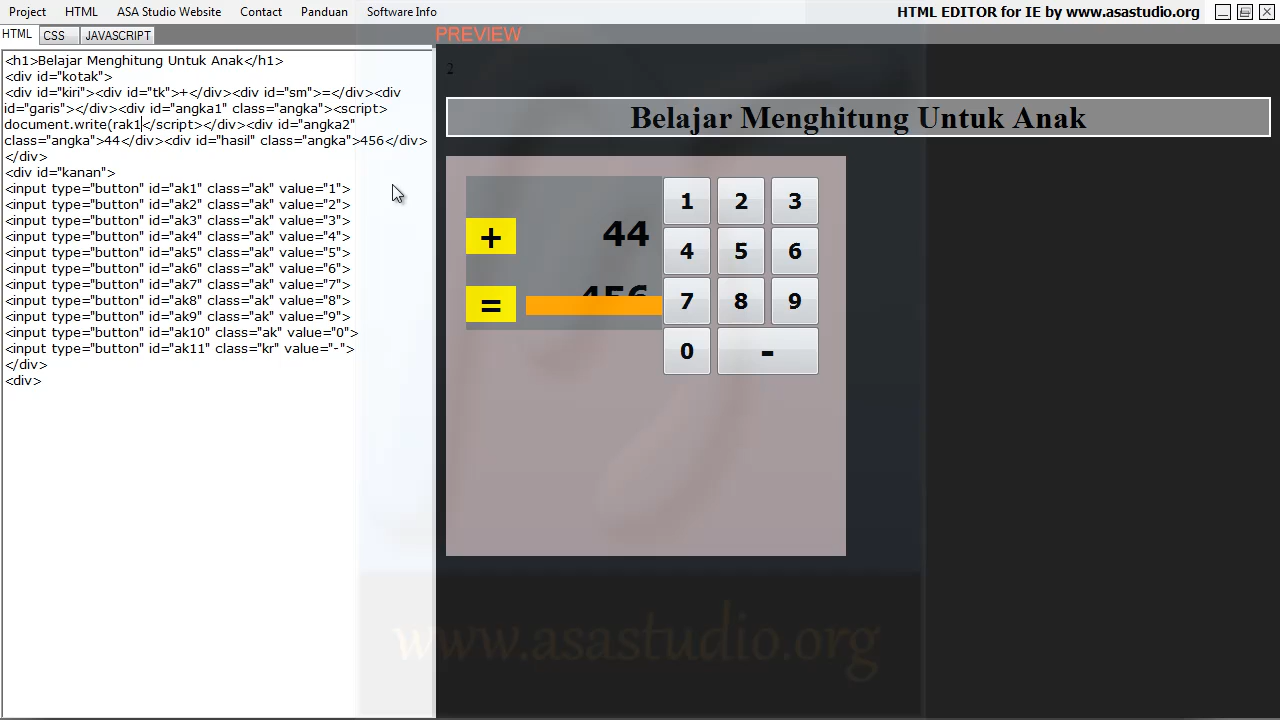 Project HTML ASA Studio Website Contact Panduan Software Info HTML EDITOR for IE by www.asastudio.org
HTML CSS JAVASCRIPT PREVIEW
<h1>Belajar Menghitung Untuk Anak</h1>
<div id="kotak">
<div id="kiri"><div id="tk">+</div><div id="sm">=</div><div
id="garis"></div><div id="angka1" class="angka"><script>
document.write(rak1</script></div><div id="angka2"
class="angka">44</div><div id="hasil" class="angka">456</div>
</div>
<div id="kanan">
<input type="button" id="ak1" class="ak" value="1">
<input type="button" id="ak2" class="ak" value="2">
<input type="button" id="ak3" class="ak" value="3">
<input type="button" id="ak4" class="ak" value="4">
<input type="button" id="ak5" class="ak" value="5">
<input type="button" id="ak6" class="ak" value="6">
<input type="button" id="ak7" class="ak" value="7">
<input type="button" id="ak8" class="ak" value="8">
<input type="button" id="ak9" class="ak" value="9">
<input type="button" id="ak10" class="ak" value="0">
<input type="button" id="ak11" class="kr" value="-">
</div>
<div>
2
Belajar Menghitung Untuk Anak
+ 44
= 456
1 2 3
4 5 6
7 8 9
0 -
www.asastudio.org